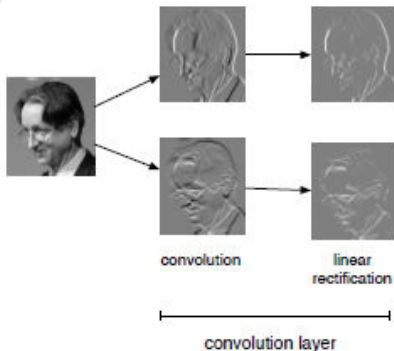 convolution
linear
rectification
convolution layer